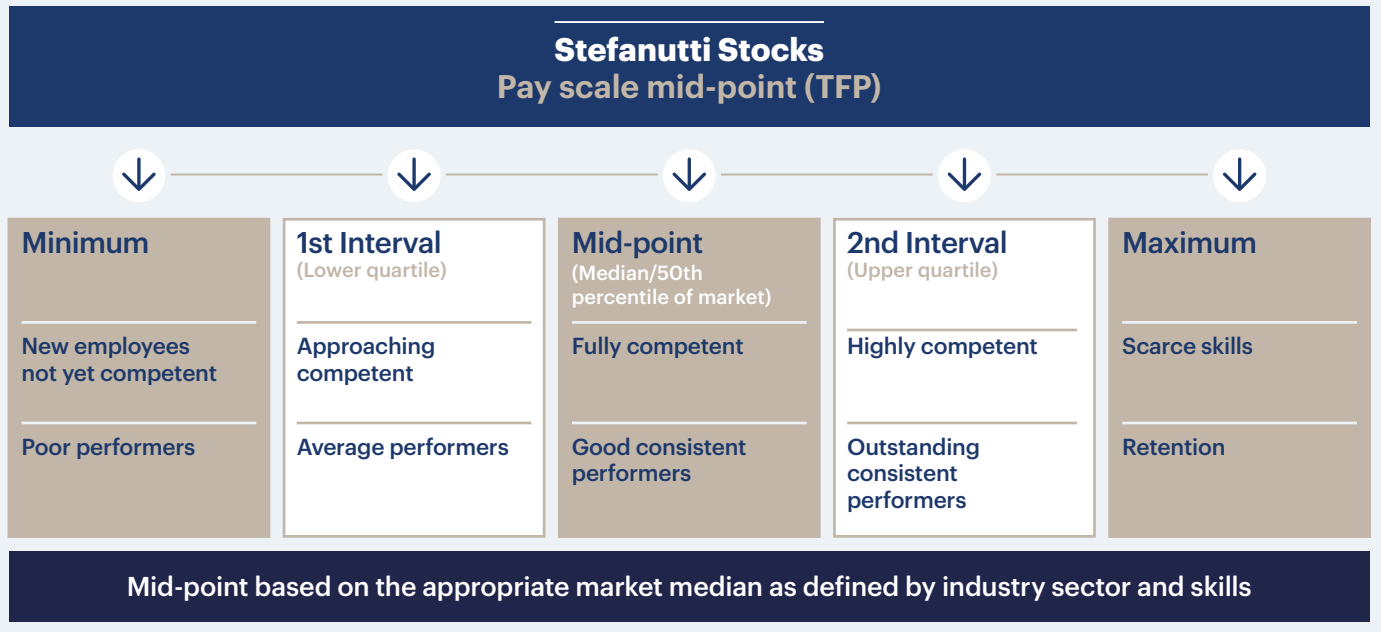 Stefanutti Stocks
Pay scale mid-point (TFP)
Minimum
New employees
not yet competent
Poor performers
1st Interval
(Lower quartile)
Approaching
competent
Average performers
Mid-point
(Median/50th
percentile of market)
Fully competent
Good consistent
performers
2nd Interval
(Upper quartile)
Highly competent
Outstanding
consistent
performers
Maximum
Scarce skills
Retention
Mid-point based on the appropriate market median as defined by industry sector and skills